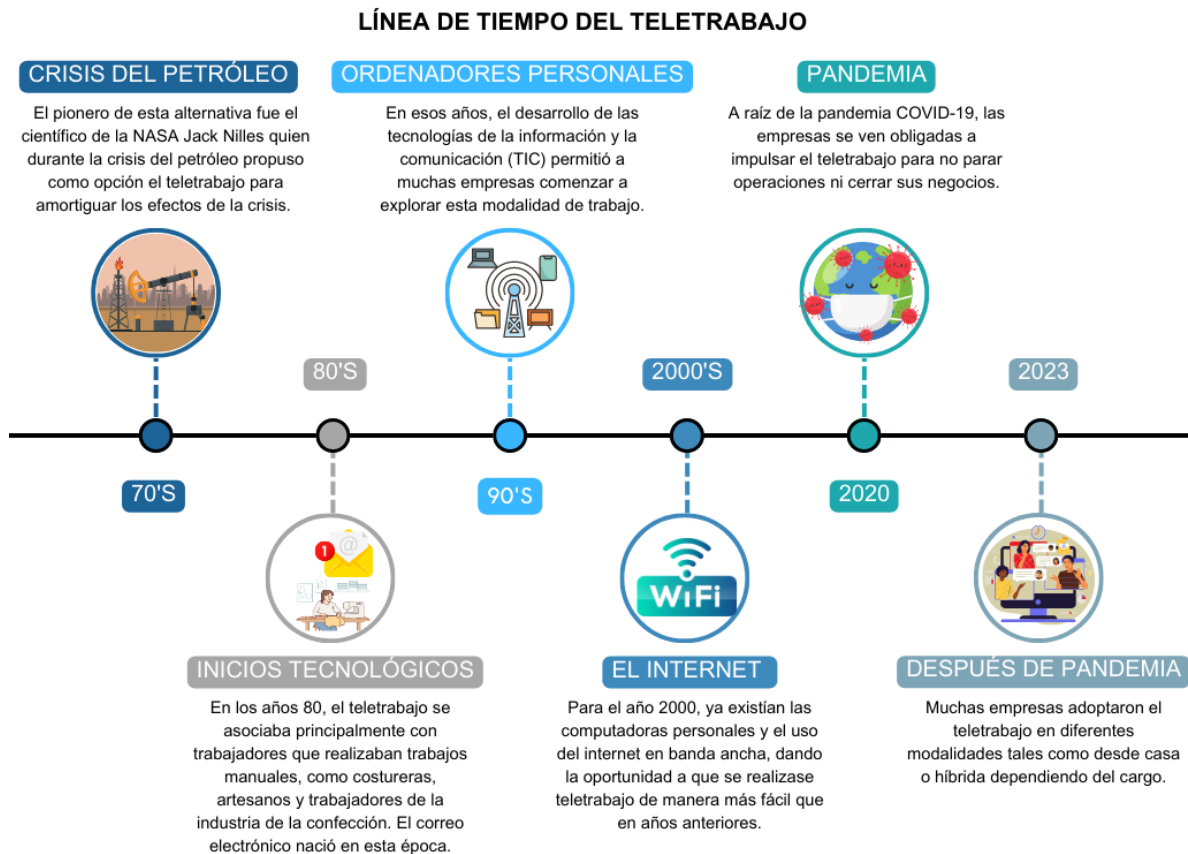 LÍNEA DE TIEMPO DEL TELETRABAJO
CRISIS DEL PETRÓLEO
El pionero de esta alternativa fue el
científico de la NASA Jack Nilles quien
durante la crisis del petróleo propuso
como opción el teletrabajo para
amortiguar los efectos de la crisis.
70'S
80'S
1
@
INICIOS TECNOLÓGICOS
En los años 80, el teletrabajo se
asociaba principalmente con
trabajadores que realizaban trabajos
manuales, como costureras,
artesanos y trabajadores de la
industria de la confección. El correo
electrónico nació en esta época.
ORDENADORES PERSONALES
En esos años, el desarrollo de las
tecnologías de la información y la
comunicación (TIC) permitió a
muchas empresas comenzar a
explorar esta modalidad de trabajo.
90'S
2000'S
WiFi
EL INTERNET
Para el año 2000, ya existían las
computadoras personales y el uso
del internet en banda ancha, dando
la oportunidad a que se realizase
teletrabajo de manera más fácil que
en años anteriores.
PANDEMIA
A raíz de la pandemia COVID-19, las
empresas se ven obligadas a
impulsar el teletrabajo para no parar
operaciones ni cerrar sus negocios.
2020
2023
DESPUÉS DE PANDEMIA
Muchas empresas adoptaron el
teletrabajo en diferentes
modalidades tales como desde casa
o híbrida dependiendo del cargo.